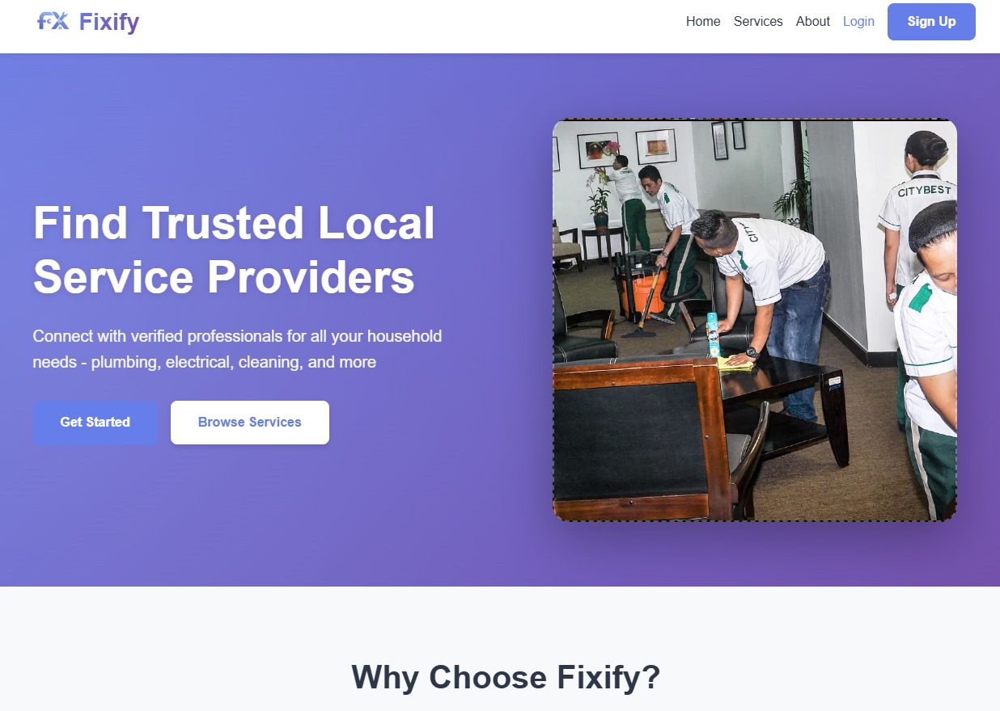 fX Fixify
Home Services About Login Sign Up
CITYBEST
Find Trusted Local
Service Providers
Connect with verified professionals for all your household
needs - plumbing, electrical, cleaning, and more
Get Started Browse Services
Why Choose Fixify?